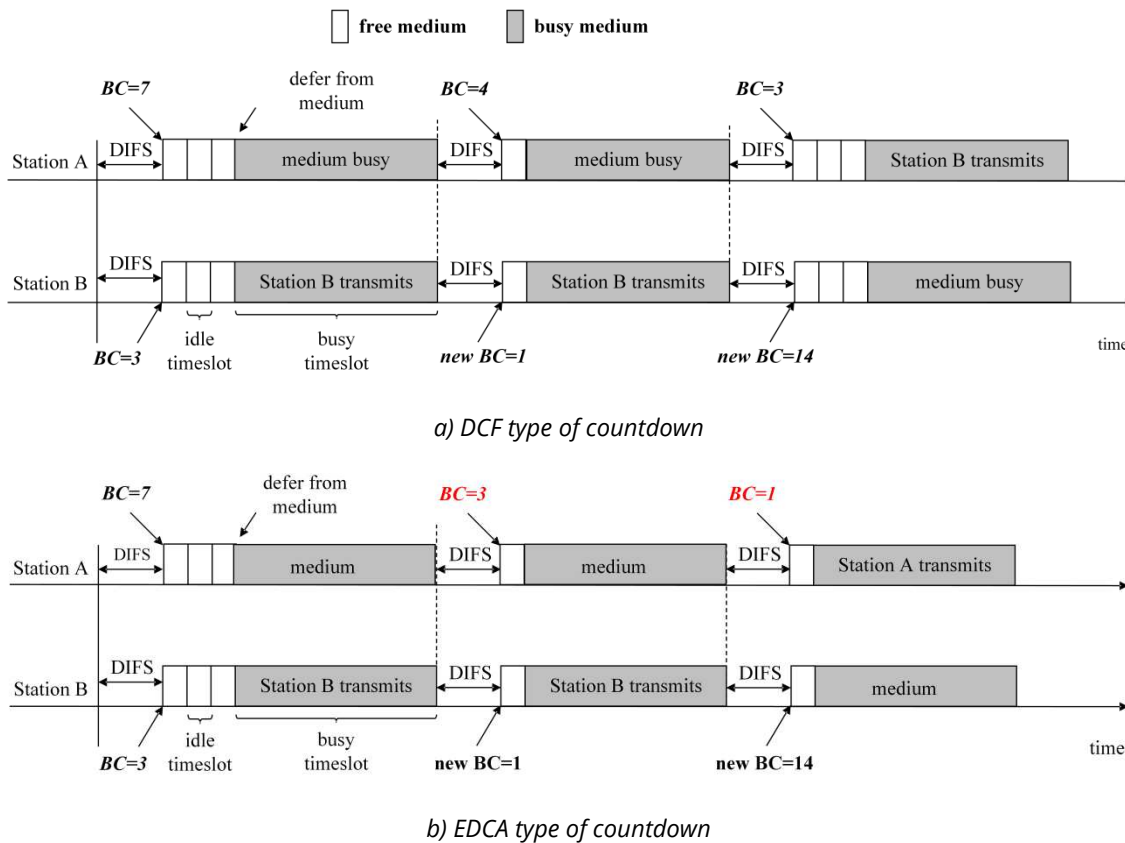 free medium
busy medium
BC=7
defer from
medium
BC=4
BC=3
Station A
DIFS
medium busy
DIFS
medium busy
DIFS
Station B transmits
Station B
DIFS
Station B transmits
DIFS
Station B transmits
DIFS
medium busy
BC=3
idle
timeslot
busy
timeslot
new BC=1
new BC=14
time
a) DCF type of countdown
BC=7
defer from
medium
BC=3
BC=1
Station A
DIFS
medium
DIFS
medium
DIFS
Station A transmits
Station B
DIFS
Station B transmits
DIFS
Station B transmits
DIFS
medium
BC=3
idle
timeslot
busy
timeslot
new BC=1
new BC=14
time
b) EDCA type of countdown